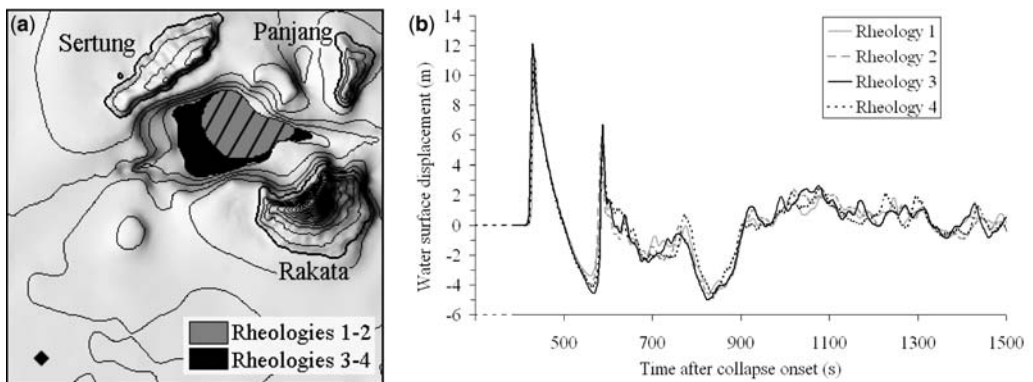 (a)
Sertung
Panjang
Rakata
Rheologies 1-2
Rheologies 3-4
(b)
Water surface displacement (m)
14
12
10
8
6
4
2
0
-2
-4
-6
Rheology 1
Rheology 2
Rheology 3
Rheology 4
500 700 900 1100 1300 1500
Time after collapse onset (s)